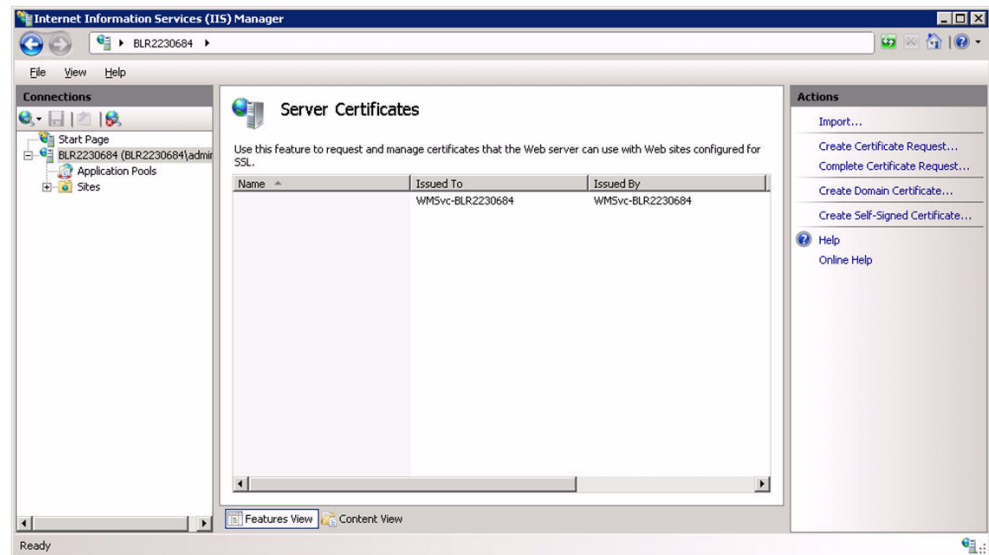 Internet Information Services (IIS) Manager
BLR2230684
File View Help
Connections
Start Page
BLR2230684 (BLR2230684\admir
Application Pools
Sites
Server Certificates
Use this feature to request and manage certificates that the Web server can use with Web sites configured for
SSL.
Name Issued To Issued By
WMSvc-BLR2230684 WMSvc-BLR2230684
Features View Content View
Actions
Import...
Create Certificate Request...
Complete Certificate Request...
Create Domain Certificate...
Create Self-Signed Certificate...
Help
Online Help
Ready